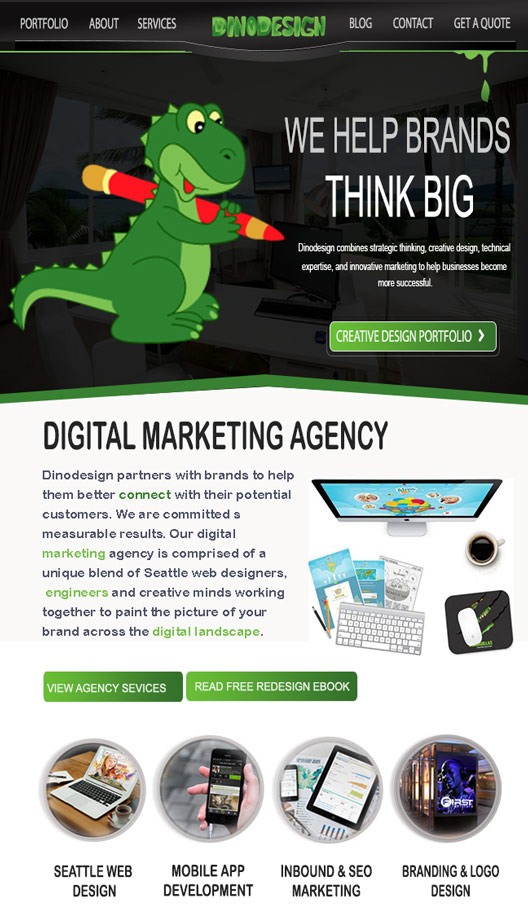 PORTFOLIO ABOUT SERVICES DINODESIGN BLOG CONTACT GET A QUOTE
WE HELP BRANDS
THINK BIG
Dinodesign combines strategic thinking, creative design, technical
expertise, and innovative marketing to help businesses become
more successful.
CREATIVE DESIGN PORTFOLIO
DIGITAL MARKETING AGENCY
Dinodesign partners with brands to help
them better connect with their potential
customers. We are committed s
measurable results. Our digital
marketing agency is comprised of a
unique blend of Seattle web designers,
engineers and creative minds working
together to paint the picture of your
brand across the digital landscape.
VIEW AGENCY SEVICES READ FREE REDESIGN EBOOK
FIRST
SEATTLE WEB
DESIGN
MOBILE APP
DEVELOPMENT
INBOUND & SEO
MARKETING
BRANDING & LOGO
DESIGN